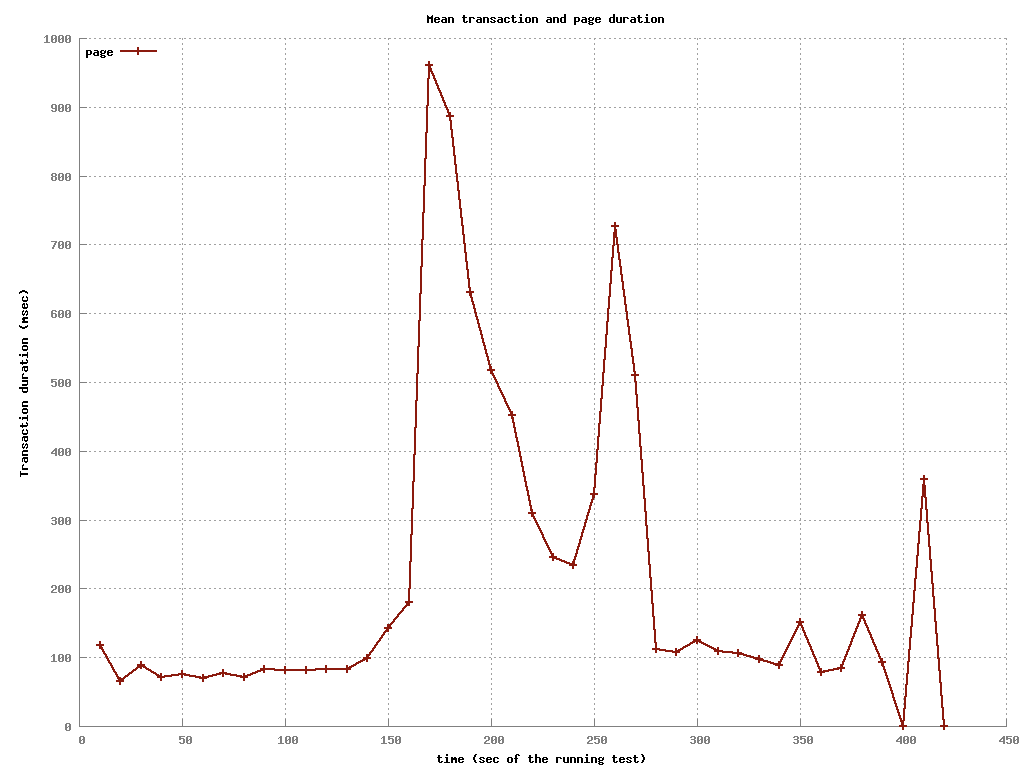 Mean transaction and page duration
page
1000
900
800
700
600
500
400
300
200
100
0
Transaction duration (msec)
0 50 100 150 200 250 300 350 400 450
time (sec of the running test)